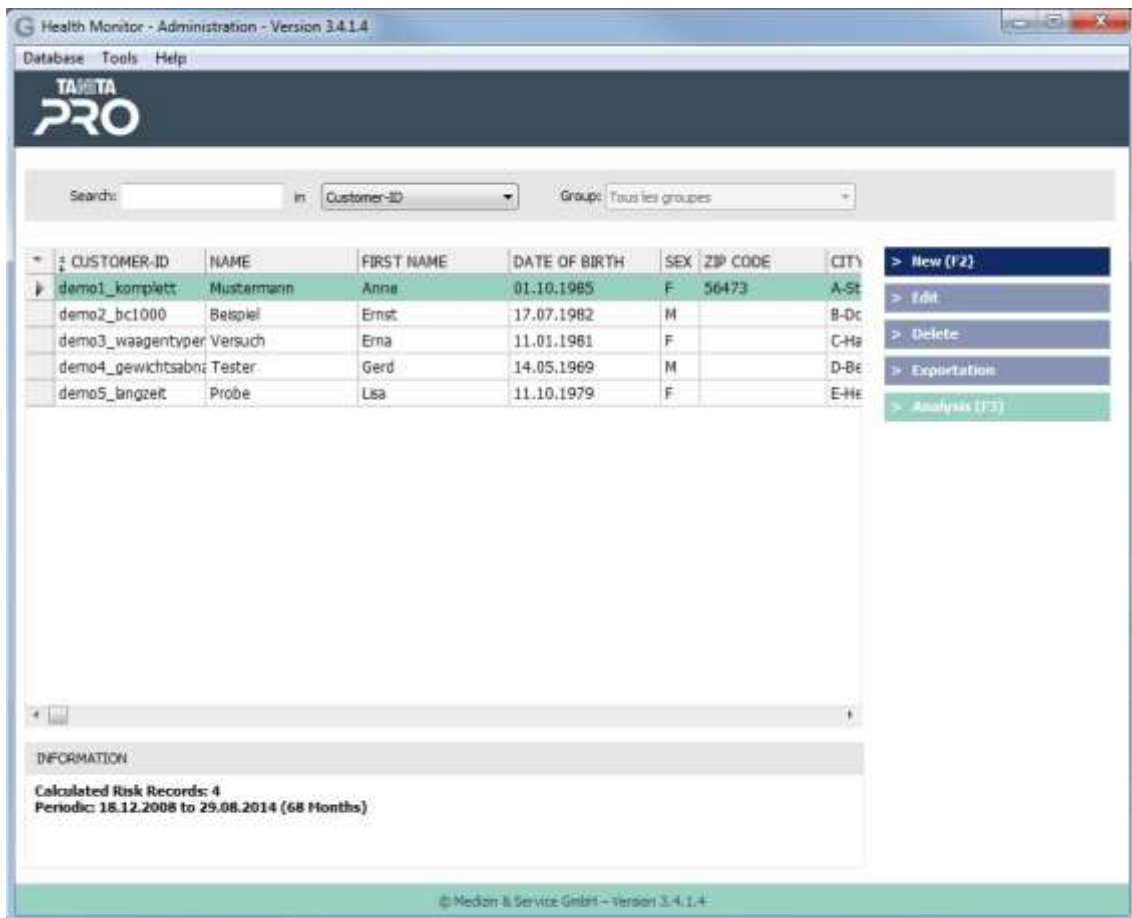 Health Monitor - Administration - Version 3.4.1.4
Database Tools Help
TANITA
PRO
Search: in Customer-ID Group: Tous les groupes
CUSTOMER-ID NAME FIRST NAME DATE OF BIRTH SEX ZIP CODE CITY
demo1_komplett Mustermann Anne 01.10.1985 F 56473 A-St
demo2_bc1000 Beispiel Ernst 17.07.1982 M B-Do
demo3_waagentyper Versuch Erna 11.01.1981 F C-Ha
demo4_gewichtsabna Tester Gerd 14.05.1969 M D-Be
demo5_langzeit Probe Lisa 11.10.1979 F E-He
> New (F2)
> Edit
> Delete
> Exportation
> Analysis (F3)
INFORMATION
Calculated Risk Records: 4
Periodic: 18.12.2008 to 29.08.2014 (68 Months)
© Medizin & Service GmbH - Version 3.4.1.4